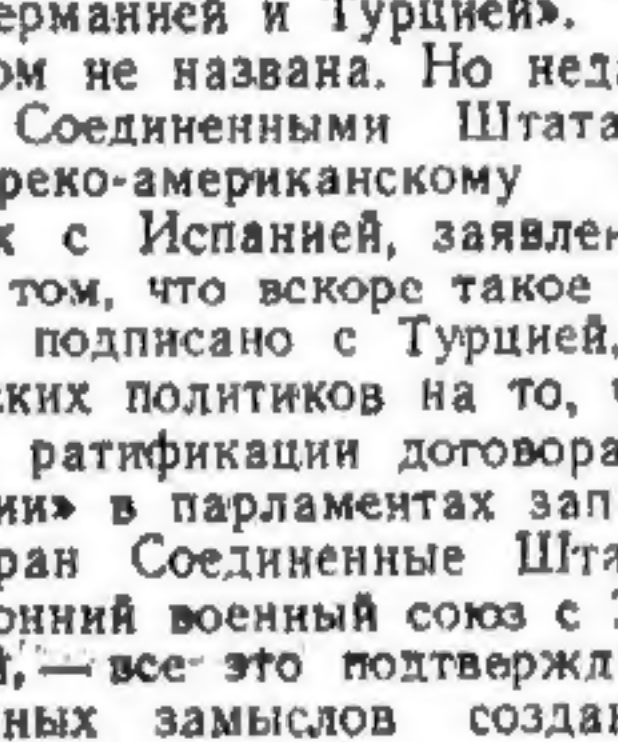 ерманией и Турцией».
ом не названа. Но неда
Соединенными Штата
реко-американскому
х с Испанией, заявлен
том, что вскоре такое
подписано с Турцией,
ских политиков на то,
ратификации договора
ии» в парламентах зап
ран Соединенные Шта
онний военный союз с
, — все это подтвержд
ных замыслов создан